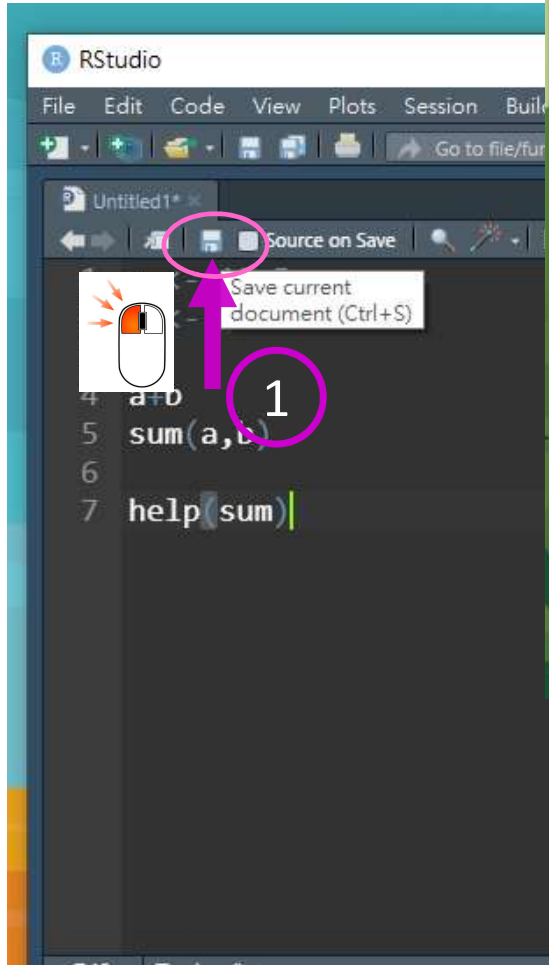 RStudio
File Edit Code View Plots Session Buil
Go to file/fun
Untitled1*
Source on Save
Save current
document (Ctrl+S)
1
4 a+b
5 sum(a,b)
6
7 help(sum)